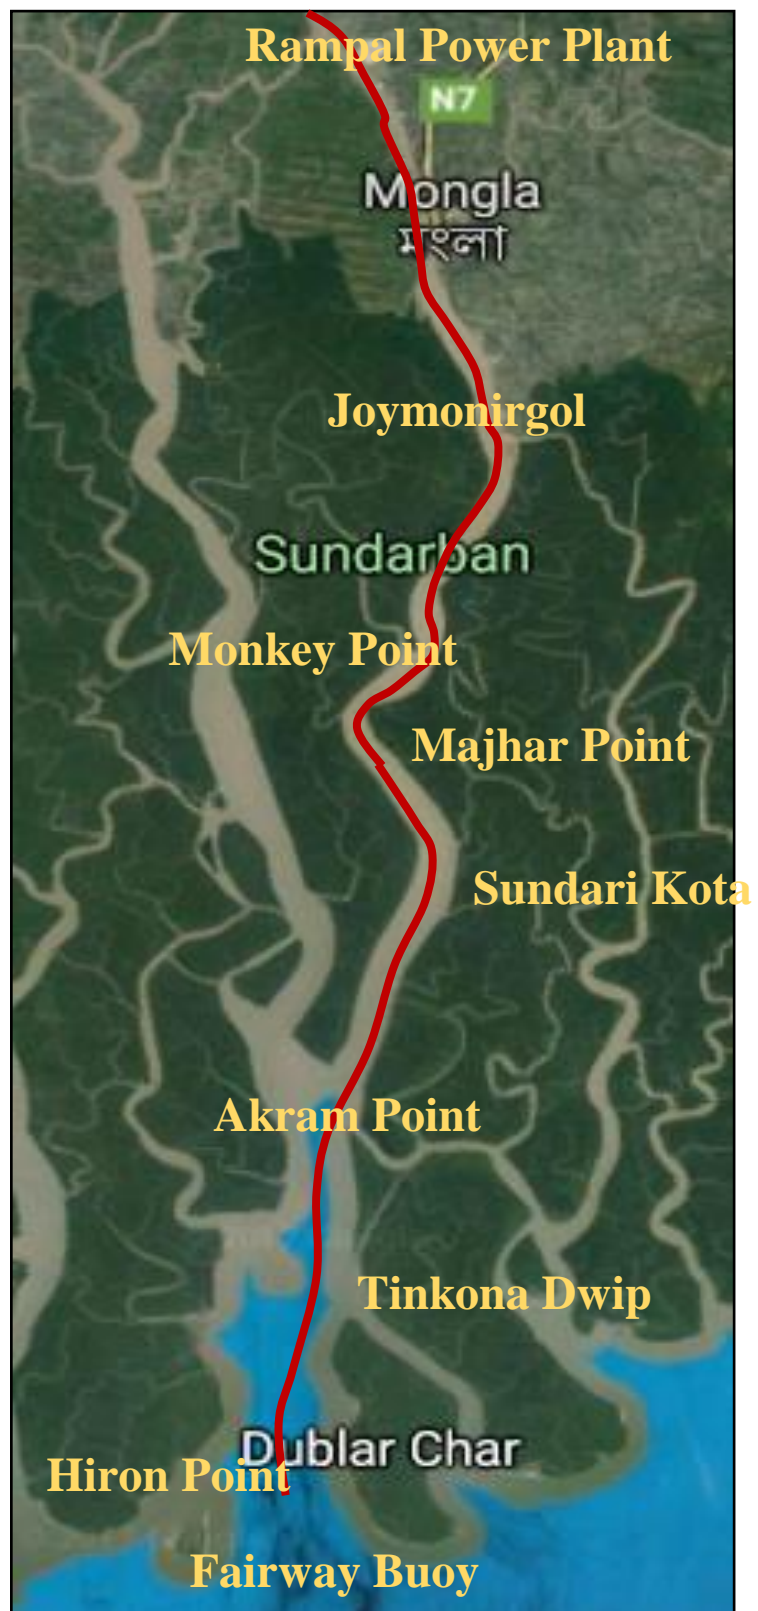 Rampal Power Plant
N7
Mongla
মংলা
Joymonirgol
Sundarban
Monkey Point
Majhar Point
Sundari Kota
Akram Point
Tinkona Dwip
Dublar Char
Hiron Point
Fairway Buoy